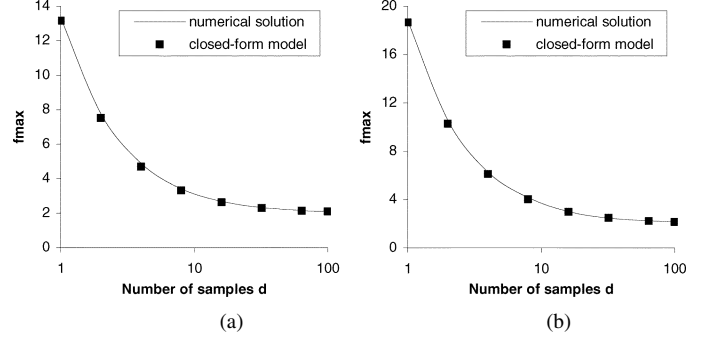 14
12
10
8
6
4
2
0
fmax
numerical solution
closed-form model
1
10
100
Number of samples d
(a)
20
16
12
8
4
0
fmax
numerical solution
closed-form model
1
10
100
Number of samples d
(b)